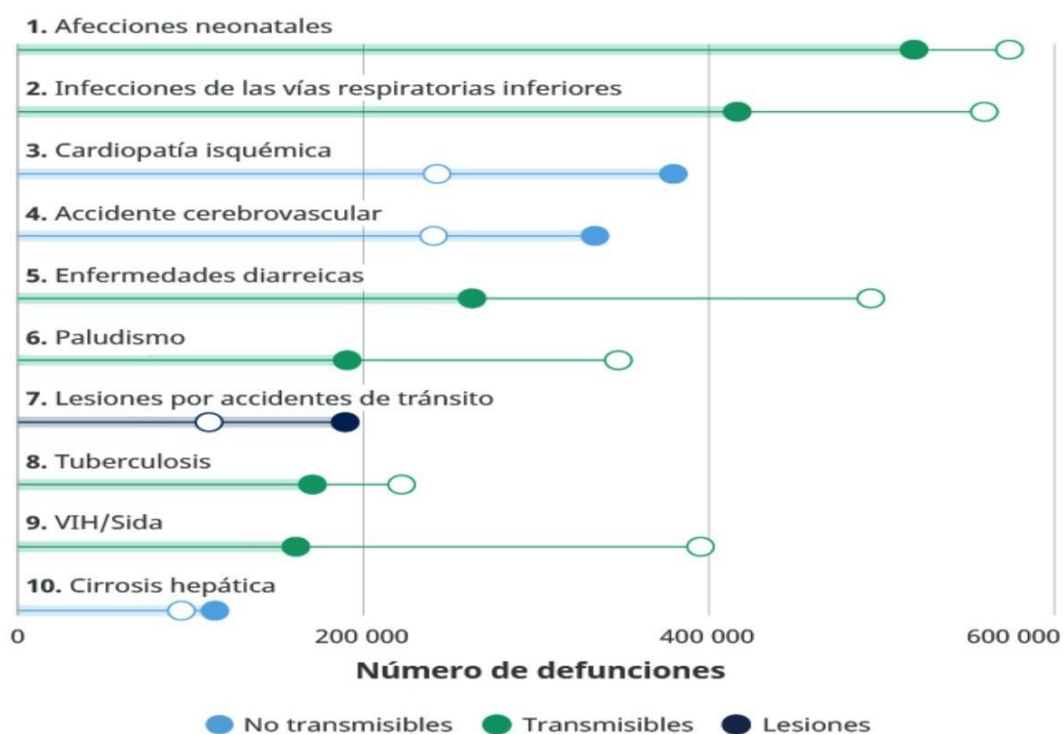 1. Afecciones neonatales
2. Infecciones de las vías respiratorias inferiores
3. Cardiopatía isquémica
4. Accidente cerebrovascular
5. Enfermedades diarreicas
6. Paludismo
7. Lesiones por accidentes de tránsito
8. Tuberculosis
9. VIH/Sida
10. Cirrosis hepática
0 200 000 400 000 600 000
Número de defunciones
No transmisibles Transmisibles Lesiones